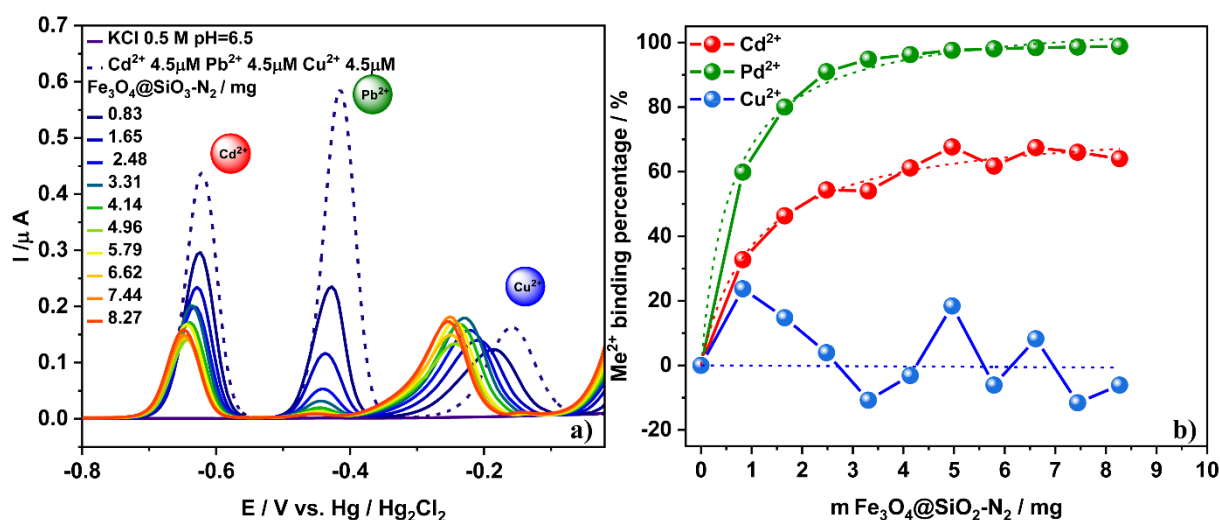 0.7
0.6
0.5
0.4
0.3
0.2
0.1
0.0
I /μ A
KCl 0.5 M pH=6.5
Cd²⁺ 4.5μM Pb²⁺ 4.5μM Cu²⁺ 4.5μM
Fe₃O₄@SiO₃-N₂ / mg
0.83
1.65
2.48
3.31
4.14
4.96
5.79
6.62
7.44
8.27
Cd²⁺
Pb²⁺
Cu²⁺
a)
-0.8
-0.6
-0.4
-0.2
E / V vs. Hg / Hg₂Cl₂
Me²⁺ binding percentage / %
100
80
60
40
20
0
-20
Cd²⁺
Pd²⁺
Cu²⁺
b)
0 1 2 3 4 5 6 7 8 9 10
m Fe₃O₄@SiO₂-N₂ / mg